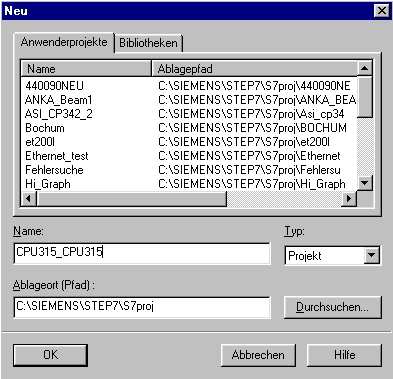 Neu
Anwenderprojekte Bibliotheken
Name Ablagepfad
440090NEU C:\SIEMENS\STEP7\S7proj\440090NE
ANKA_Beam1 C:\SIEMENS\STEP7\S7proj\ANKA_BEA
ASI_CP342_2 C:\SIEMENS\STEP7\S7proj\Asi_cp34
Bochum C:\SIEMENS\STEP7\S7proj\BOCHUM
et200l C:\SIEMENS\STEP7\S7proj\et200l
Ethernet_test C:\SIEMENS\STEP7\S7proj\Ethernet
Fehlersuche C:\SIEMENS\STEP7\S7proj\Fehlersu
Hi_Graph C:\SIEMENS\STEP7\S7proj\Hi_Graph
Name: Typ:
CPU315_CPU315 Projekt
Ablageort (Pfad) :
C:\SIEMENS\STEP7\S7proj Durchsuchen...
OK Abbrechen Hilfe